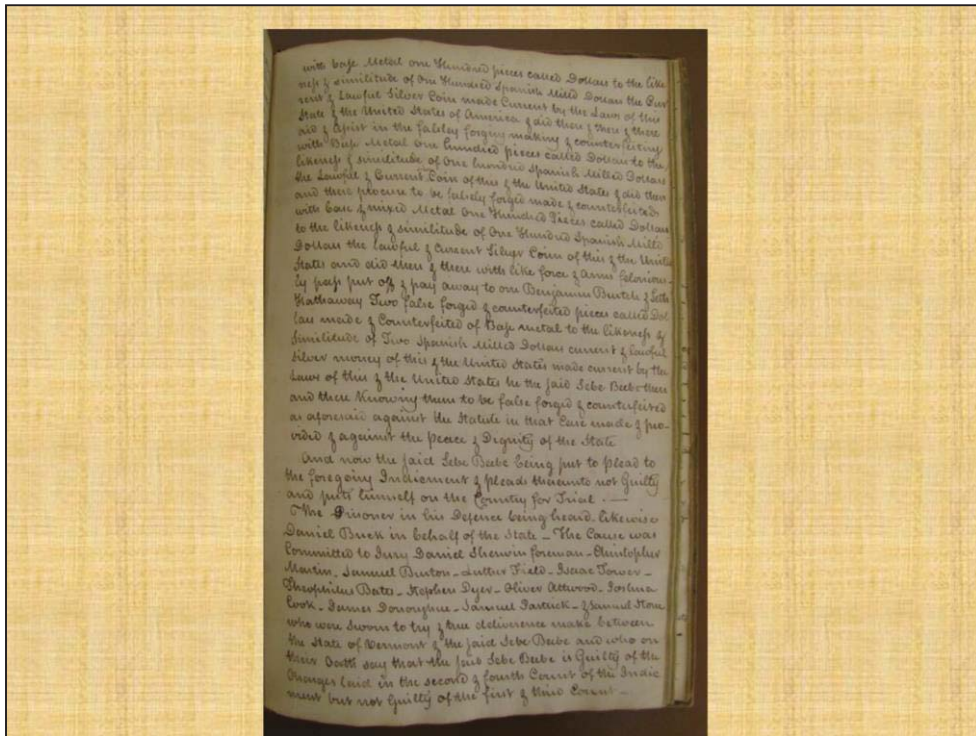 with base Metal one Hundred pieces called Dollars to the like
ness & similitude of One Hundred Spanish Milled Dollars the Cur
rent & Lawful Silver Coin made Current by the Laws of this
State & the United States of America & did then & there & there
aid & assist in the falsley forging making & counterfeiting
with Base Metal One hundred pieces called Dollars to the
likeness & similitude of One hundred Spanish Milled Dollars
the Lawful & Current Coin of this & the United States & did then
and there procure to be falsely forged made & counterfeited
with base & mixed Metal One Hundred Pieces called Dollars
to the likeness & similitude of One Hundred Spanish Milld
Dollars the lawful & Current Silver Coin of this & the United
States and did then & there with like force & arms felonious-
ly pass put off & pay away to one Benjamin & Seth
Hathaway Two false forged & counterfeited pieces called Dol
lars made & Counterfeited of Base metal to the likeness &
similitude of Two Spanish Milled Dollars current & lawful
silver money of this & the United States made current by the
Laws of this & the United States he the said Sebe Beebe then
and there Knowing them to be false forged & counterfeited
as aforesaid against the Statute in that Case made & pro-
vided & against the peace & Dignity of the State
And now the said Sebe Beebe being put to plead to
the foregoing Indicment & pleads thereunto not Guilty
and puts himself on the Country for Trial . —
The Prisoner in his Defence being heard. likewise
Daniel Buck in behalf of the State — The Cause was
Committed to Jury Daniel Sherwin foreman — Christopher
Martin, Samuel Burton — Luther Field — Isaac Tower —
Theophilus Bates — Stephen Dyer — Oliver Attwood. Joshua
Cook — James Donoghue — Samuel — & Samuel Stone
who were sworn to try & true deliverence make between
the State of Vermont & the said Sebe Beebe and who on
their Oath say that the said Sebe Beebe is Guilty of the
Charges laid in the second & fourth Count of the Indic
ment but not Guilty of the first & third Count —